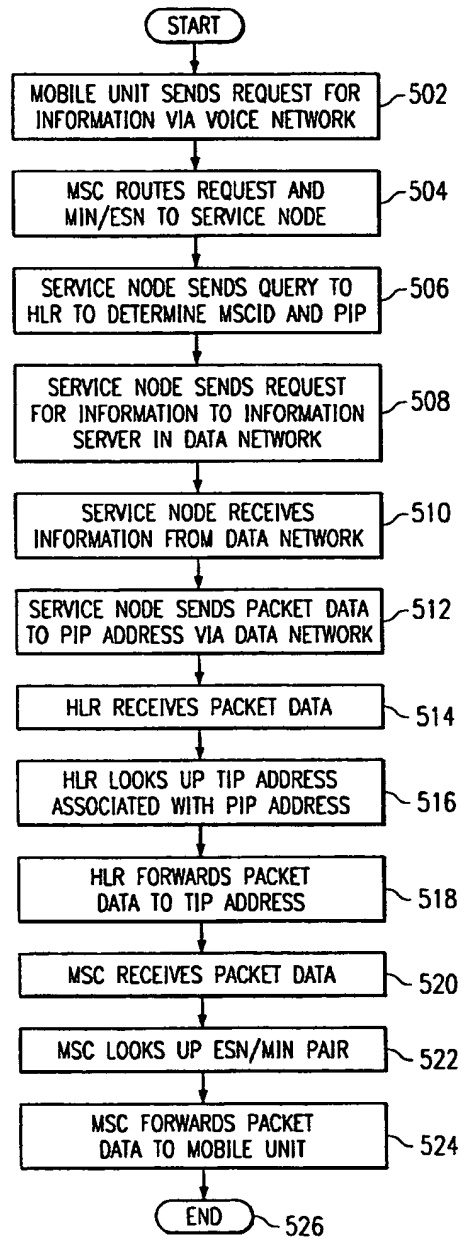 START
MOBILE UNIT SENDS REQUEST FOR
INFORMATION VIA VOICE NETWORK
502
MSC ROUTES REQUEST AND
MIN/ESN TO SERVICE NODE
504
SERVICE NODE SENDS QUERY TO
HLR TO DETERMINE MSCID AND PIP
506
SERVICE NODE SENDS REQUEST
FOR INFORMATION TO INFORMATION
SERVER IN DATA NETWORK
508
SERVICE NODE RECEIVES
INFORMATION FROM DATA NETWORK
510
SERVICE NODE SENDS PACKET DATA
TO PIP ADDRESS VIA DATA NETWORK
512
HLR RECEIVES PACKET DATA
514
HLR LOOKS UP TIP ADDRESS
ASSOCIATED WITH PIP ADDRESS
516
HLR FORWARDS PACKET
DATA TO TIP ADDRESS
518
MSC RECEIVES PACKET DATA
520
MSC LOOKS UP ESN/MIN PAIR
522
MSC FORWARDS PACKET
DATA TO MOBILE UNIT
524
END
526